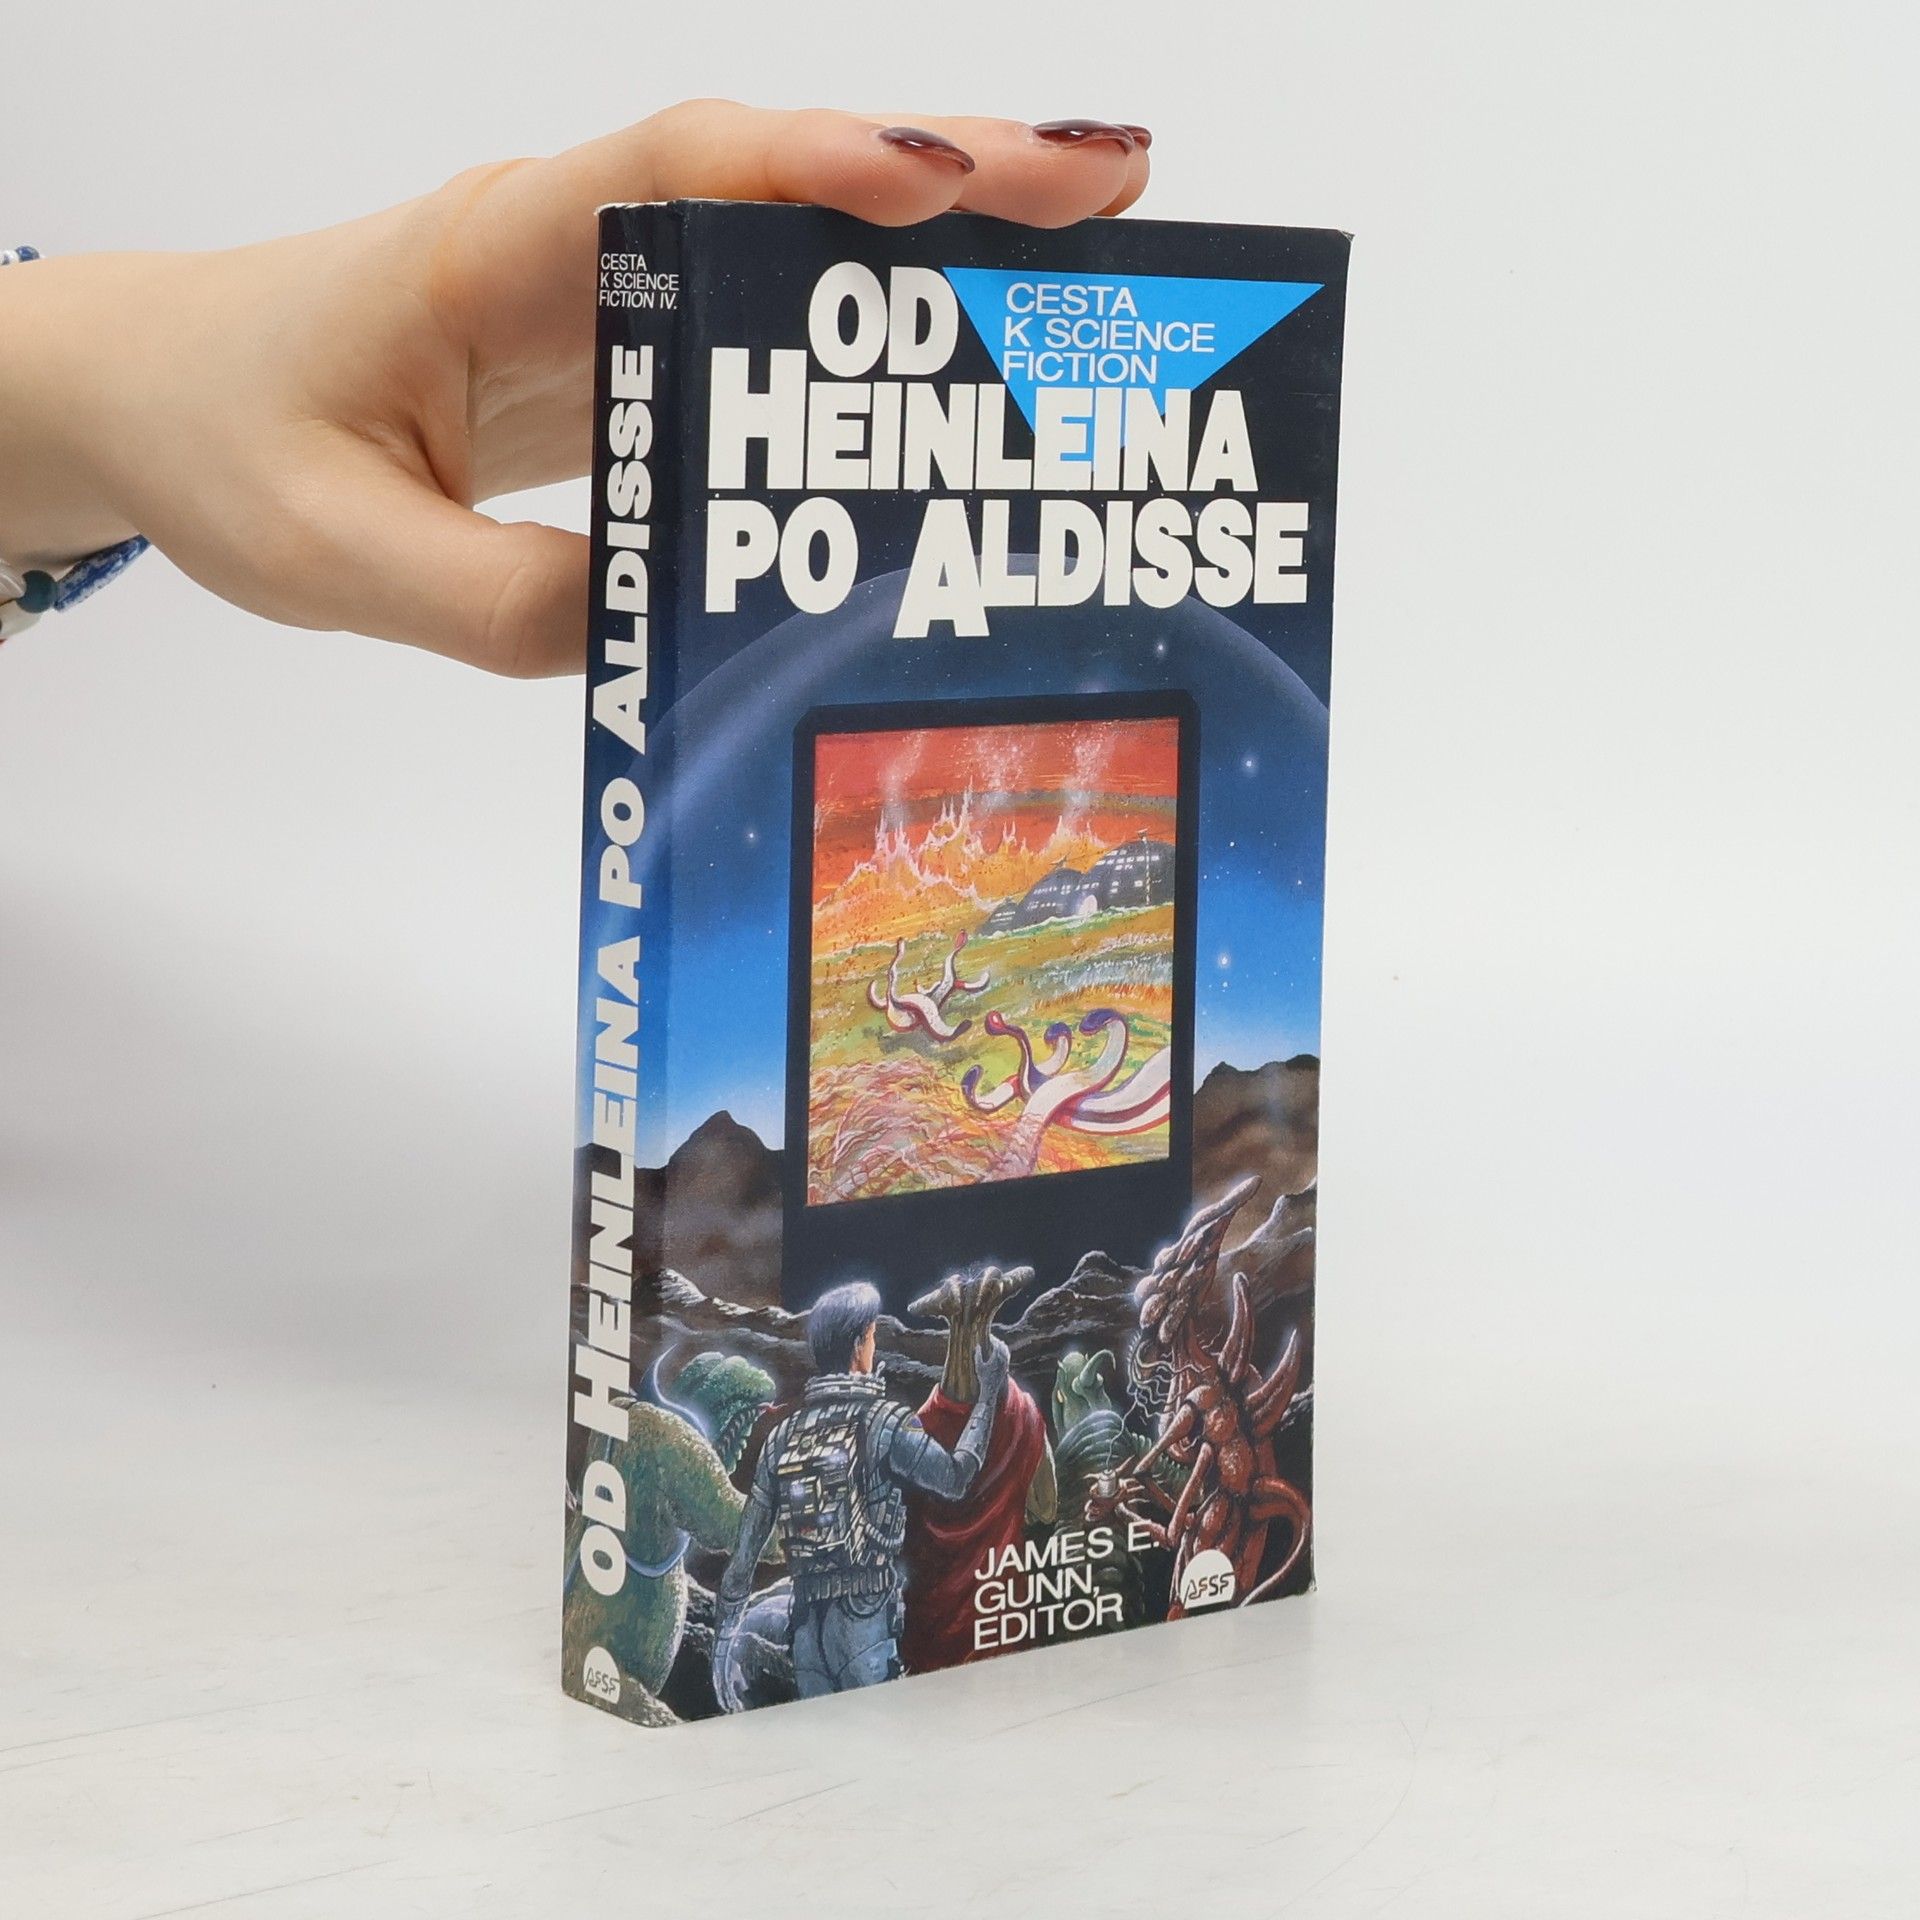 CESTA
K SCIENCE
FICTION IV.
OD HEINLEINA PO ALDISSE
AFSF
OD
HEINLEINA
PO ALDISSE
CESTA
K SCIENCE
FICTION
JAMES E.
GUNN,
EDITOR
AFSF